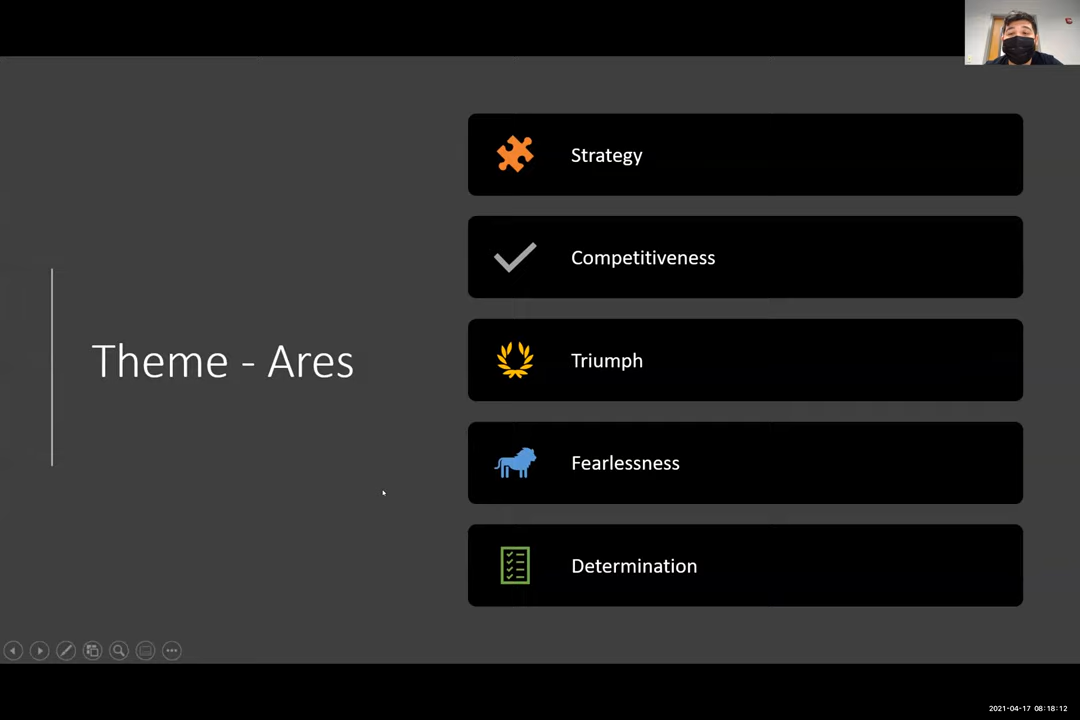 Theme - Ares
Strategy
Competitiveness
Triumph
Fearlessness
Determination
2021-04-17 08:18:12